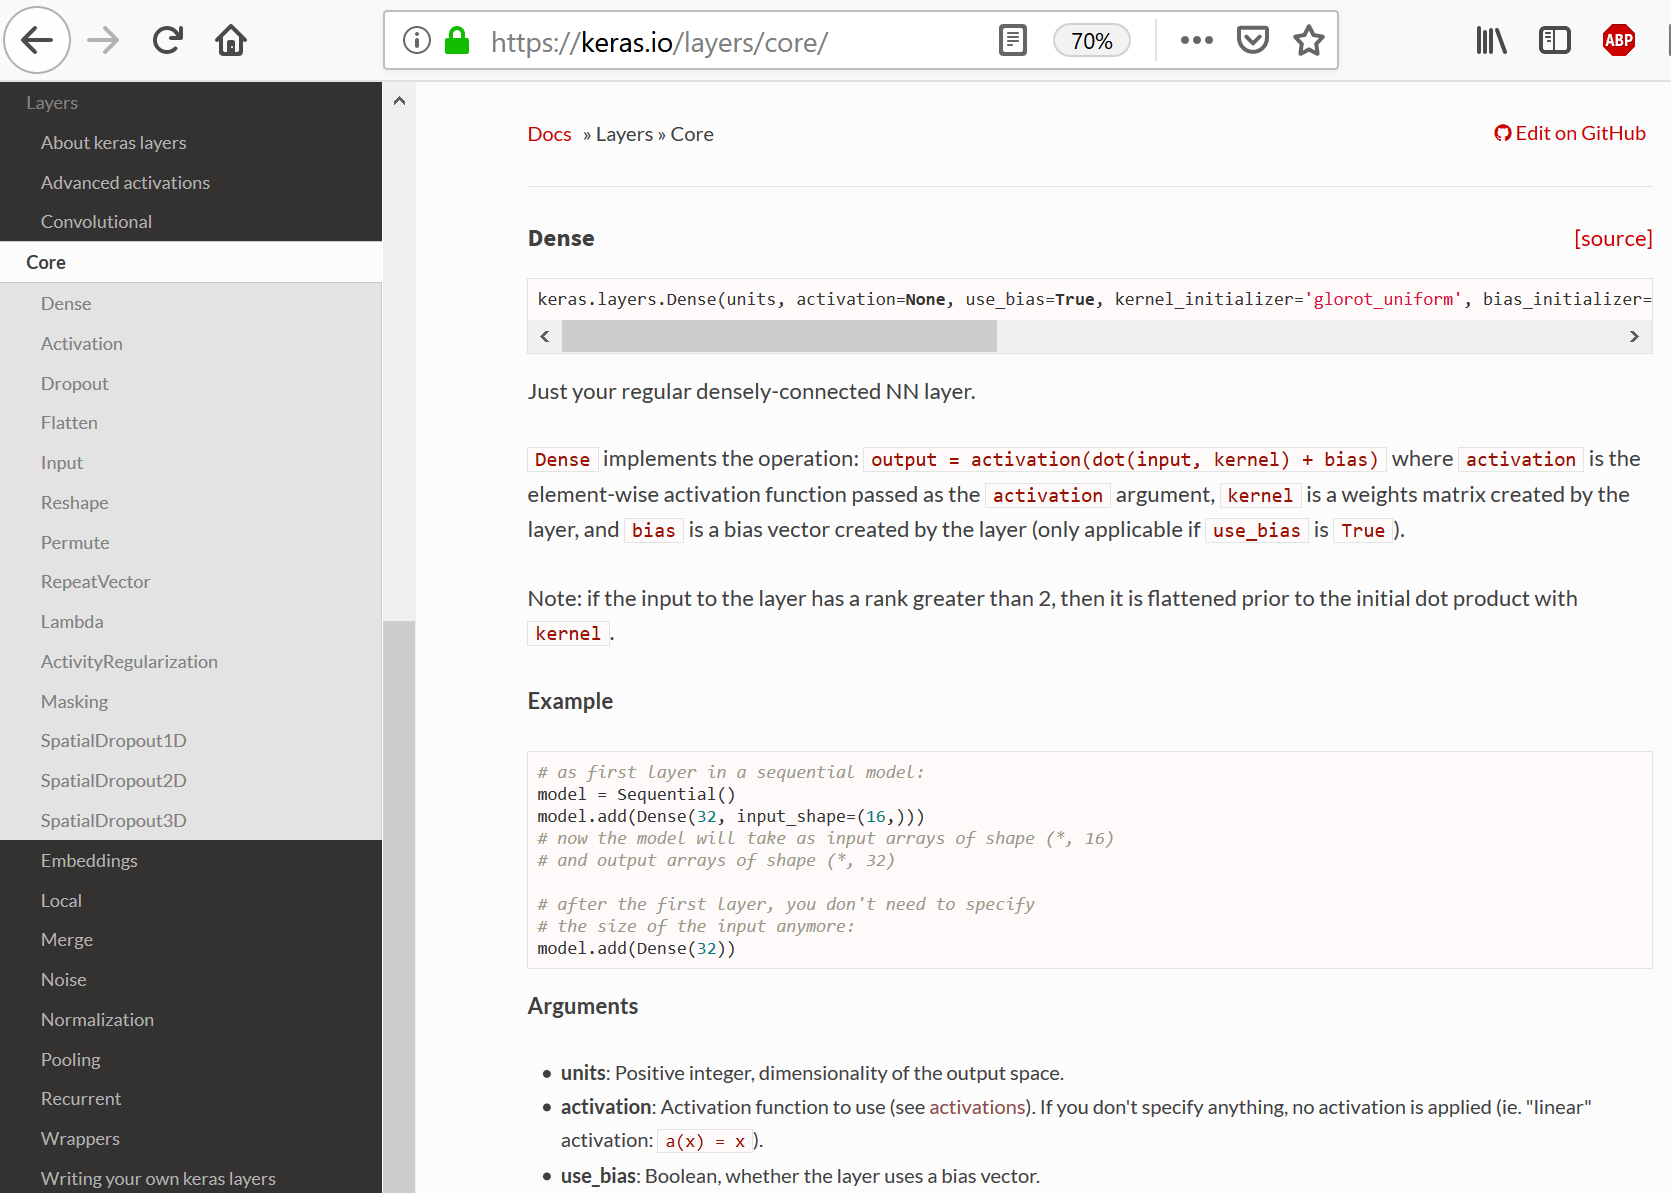 https://keras.io/layers/core/
70%
ABP
Layers
About keras layers
Advanced activations
Convolutional
Core
Dense
Activation
Dropout
Flatten
Input
Reshape
Permute
RepeatVector
Lambda
ActivityRegularization
Masking
SpatialDropout1D
SpatialDropout2D
SpatialDropout3D
Embeddings
Local
Merge
Noise
Normalization
Pooling
Recurrent
Wrappers
Writing your own keras layers
Docs » Layers » Core
Edit on GitHub
Dense
[source]
keras.layers.Dense(units, activation=None, use_bias=True, kernel_initializer='glorot_uniform', bias_initializer=
Just your regular densely-connected NN layer.
Dense implements the operation: output = activation(dot(input, kernel) + bias) where activation is the
element-wise activation function passed as the activation argument, kernel is a weights matrix created by the
layer, and bias is a bias vector created by the layer (only applicable if use_bias is True ).
Note: if the input to the layer has a rank greater than 2, then it is flattened prior to the initial dot product with
kernel .
Example
# as first layer in a sequential model:
model = Sequential()
model.add(Dense(32, input_shape=(16,)))
# now the model will take as input arrays of shape (*, 16)
# and output arrays of shape (*, 32)
# after the first layer, you don't need to specify
# the size of the input anymore:
model.add(Dense(32))
Arguments
• units: Positive integer, dimensionality of the output space.
• activation: Activation function to use (see activations). If you don't specify anything, no activation is applied (ie. "linear"
activation: a(x) = x ).
• use_bias: Boolean, whether the layer uses a bias vector.